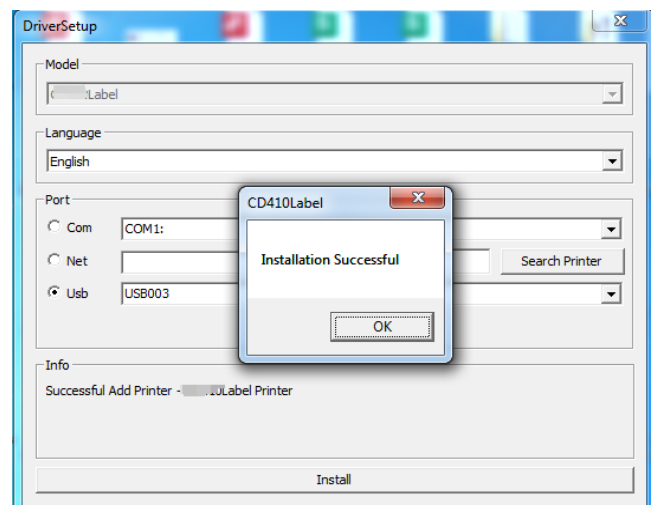 DriverSetup
Model
Label
Language
English
Port
Com COM1:
Net Search Printer
Usb USB003
CD410Label
Installation Successful
OK
Info
Successful Add Printer - Label Printer
Install